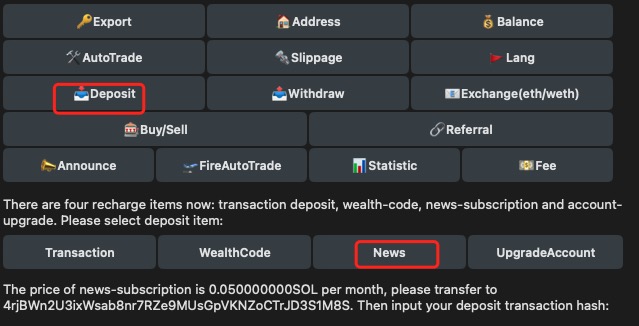 Export Address Balance
AutoTrade Slippage Lang
Deposit Withdraw Exchange(eth/weth)
Buy/Sell Referral
Announce FireAutoTrade Statistic Fee
There are four recharge items now: transaction deposit, wealth-code, news-subscription and account-
upgrade. Please select deposit item:
Transaction WealthCode News UpgradeAccount
The price of news-subscription is 0.050000000SOL per month, please transfer to
4rjBWn2U3ixWsab8nr7RZe9MUsGpVKNZoCTrJD3S1M8S. Then input your deposit transaction hash: